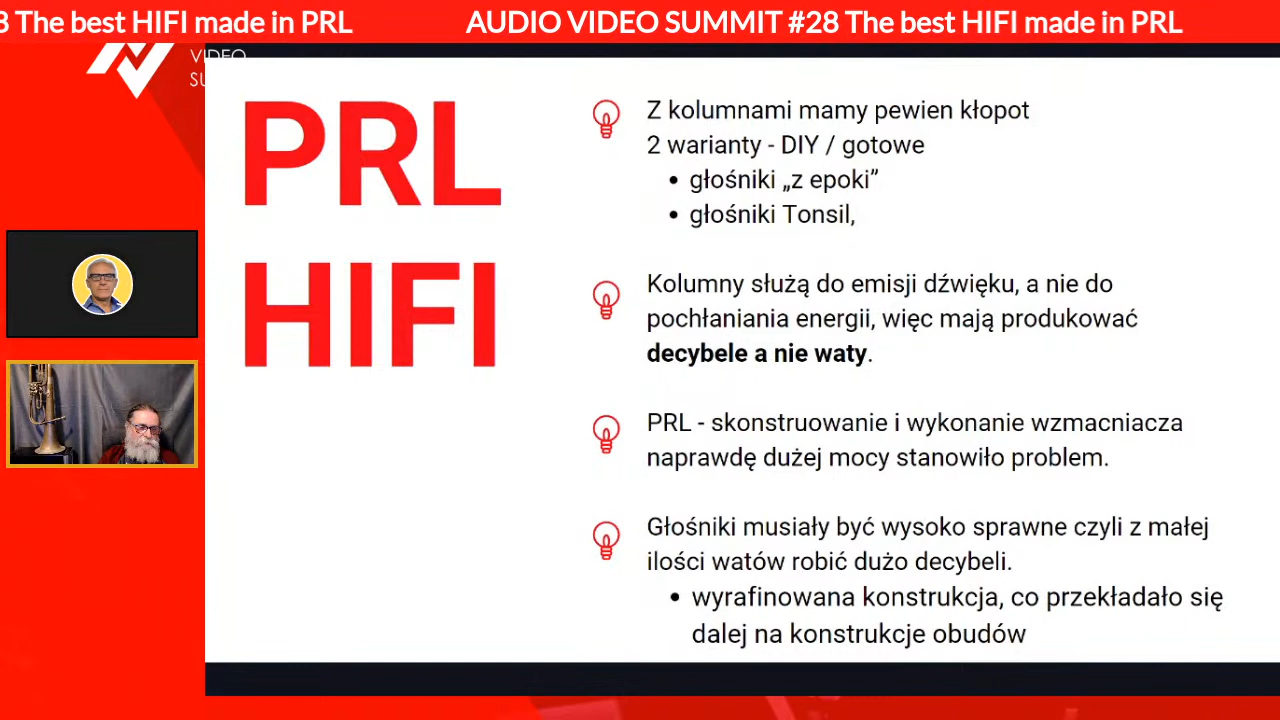 3 The best HIFI made in PRL
AUDIO VIDEO SUMMIT #28 The best HIFI made in PRL
VIDEO
PRL
HIFI
Z kolumnami mamy pewien kłopot
2 warianty - DIY / gotowe
• głośniki „z epoki”
• głośniki Tonsil,
Kolumny służą do emisji dźwięku, a nie do
pochłaniania energii, więc mają produkować
decybele a nie waty.
PRL - skonstruowanie i wykonanie wzmacniacza
naprawdę dużej mocy stanowiło problem.
Głośniki musiały być wysoko sprawne czyli z małej
ilości watów robić dużo decybeli.
• wyrafinowana konstrukcja, co przekładało się
dalej na konstrukcje obudów